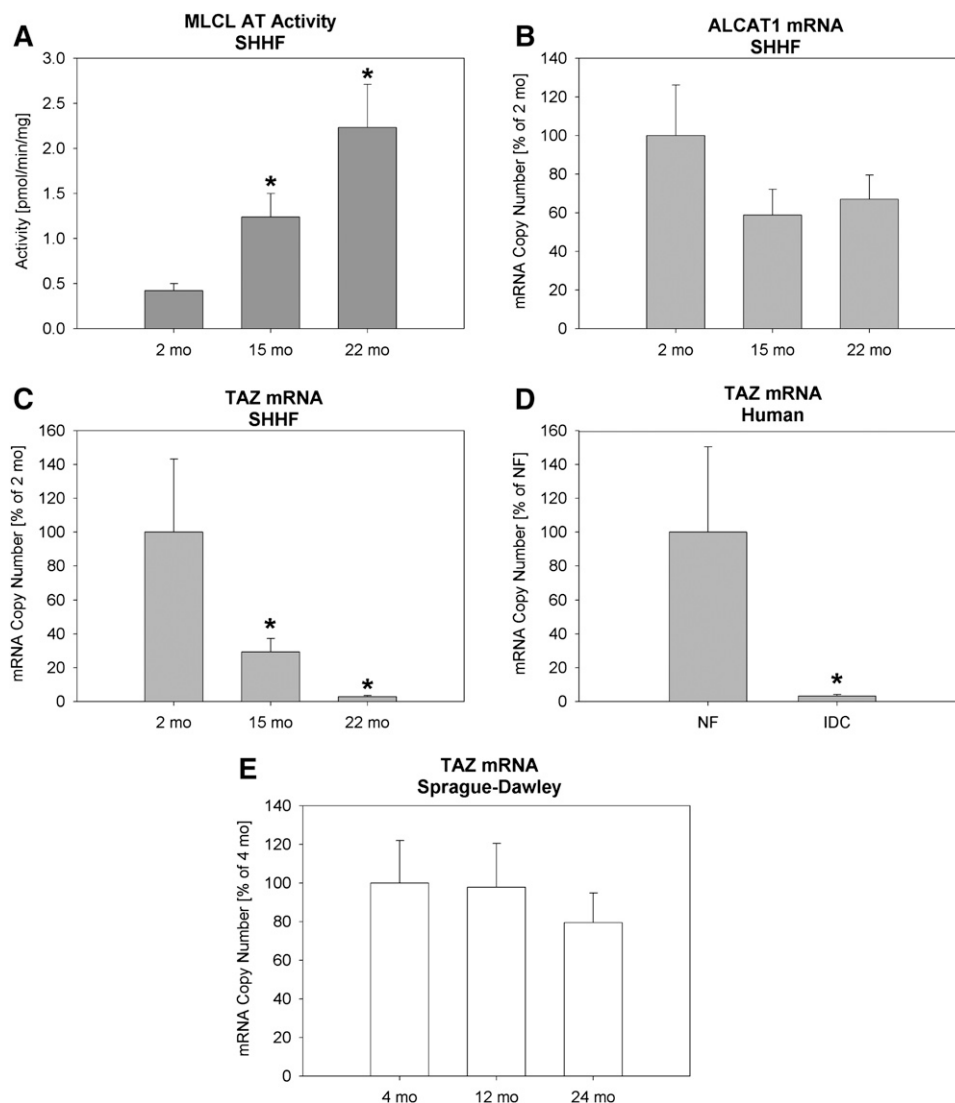 A
MLCL AT Activity
SHHF
Activity [pmol/min/mg]
3.0
2.5
2.0
1.5
1.0
0.5
0.0
*
*
2 mo
15 mo
22 mo
B
ALCAT1 mRNA
SHHF
mRNA Copy Number [% of 2 mo]
140
120
100
80
60
40
20
0
2 mo
15 mo
22 mo
C
TAZ mRNA
SHHF
mRNA Copy Number [% of 2 mo]
160
140
120
100
80
60
40
20
0
*
*
2 mo
15 mo
22 mo
D
TAZ mRNA
Human
mRNA Copy Number [% of NF]
160
140
120
100
80
60
40
20
0
*
NF
IDC
E
TAZ mRNA
Sprague-Dawley
mRNA Copy Number [% of 4 mo]
140
120
100
80
60
40
20
0
4 mo
12 mo
24 mo